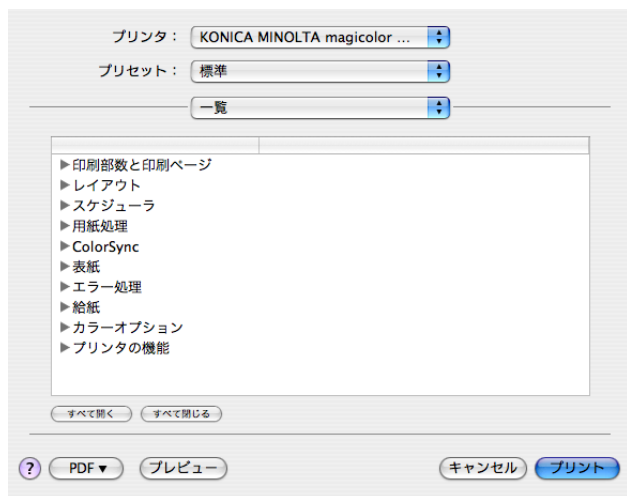 プリンタ： KONICA MINOLTA magicolor ...
プリセット： 標準
一覧
▶印刷部数と印刷ページ
▶レイアウト
▶スケジューラ
▶用紙処理
▶ColorSync
▶表紙
▶エラー処理
▶給紙
▶カラーオプション
▶プリンタの機能
すべて開く すべて閉じる
? PDF▼ プレビュー キャンセル プリント